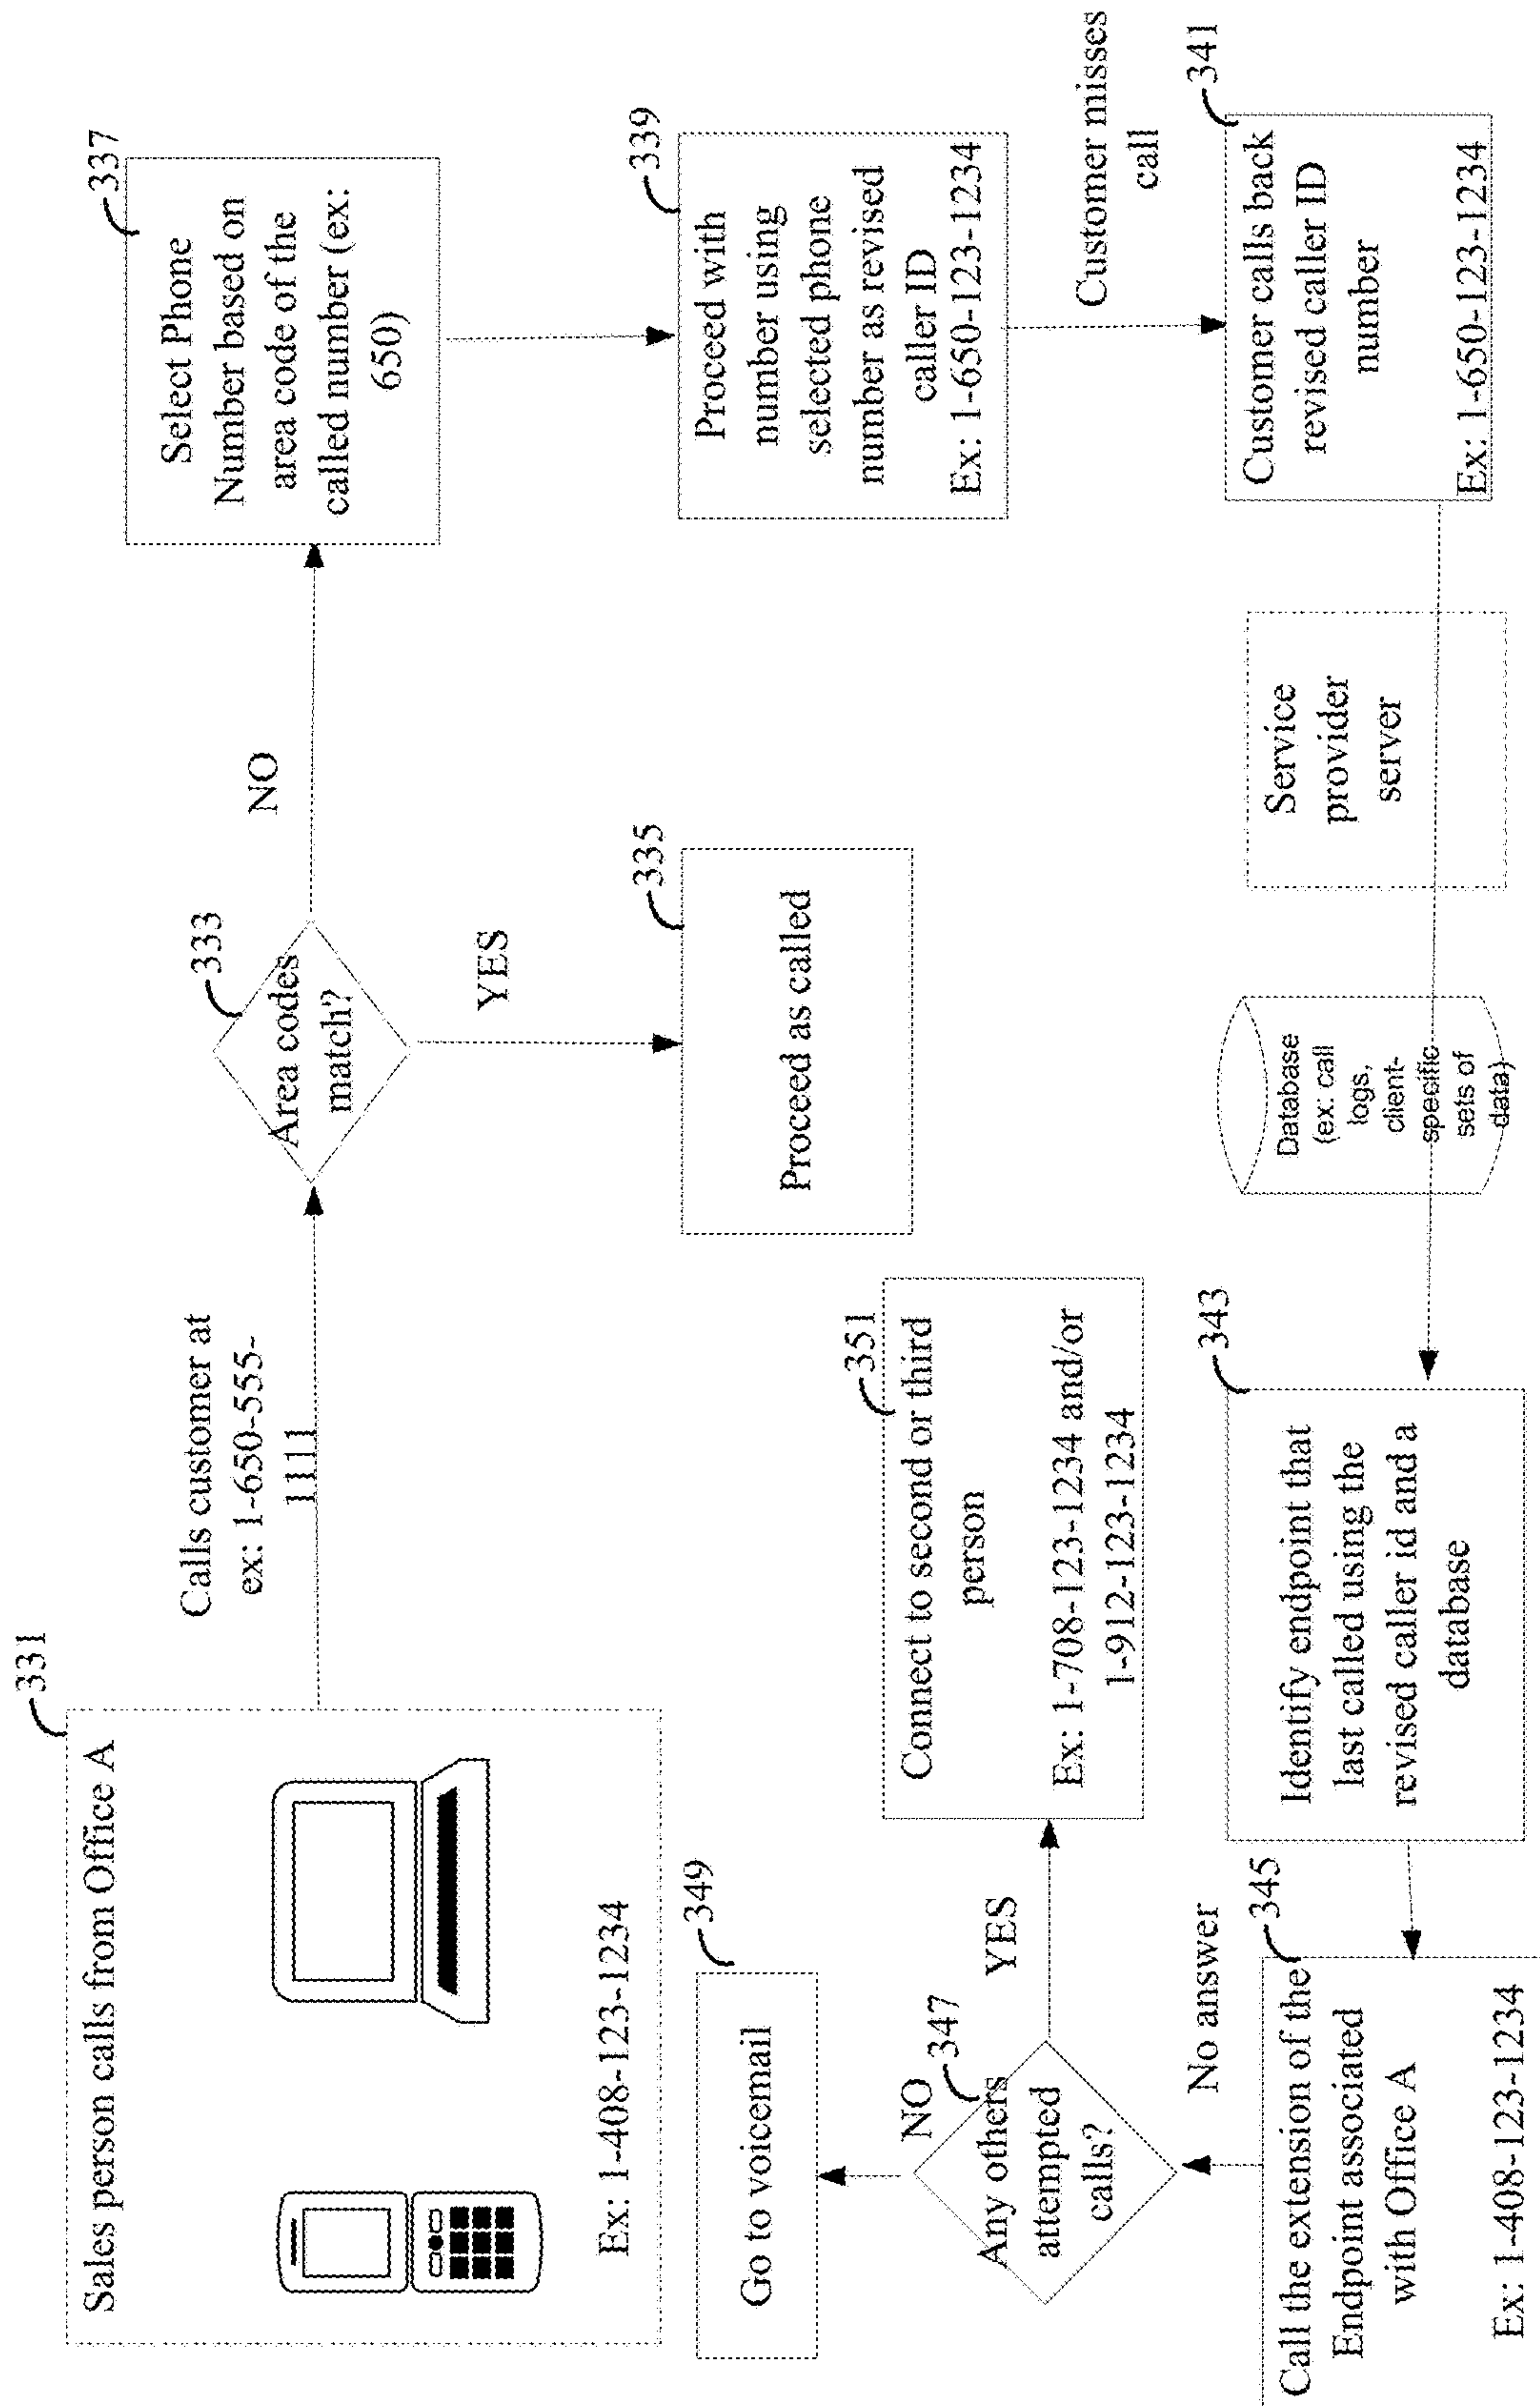 331
Sales person calls from Office A
Ex: 1-408-123-1234
Calls customer at
ex: 1-650-555-
1111
333
Area codes
match?
NO
YES
335
Proceed as called
337
Select Phone
Number based on
area code of the
called number (ex:
650)
339
Proceed with
number using
selected phone
number as revised
caller ID
Ex: 1-650-123-1234
Customer misses
call
341
Customer calls back
revised caller ID
number
Ex: 1-650-123-1234
Service
provider
server
Database
(ex: call
logs,
client-
specific
sets of
data)
343
Identify endpoint that
last called using the
revised caller id and a
database
345
Call the extension of the
Endpoint associated
with Office A
Ex: 1-408-123-1234
No answer
347
Any others
attempted
calls?
NO
YES
349
Go to voicemail
351
Connect to second or third
person
Ex: 1-708-123-1234 and/or
1-912-123-1234